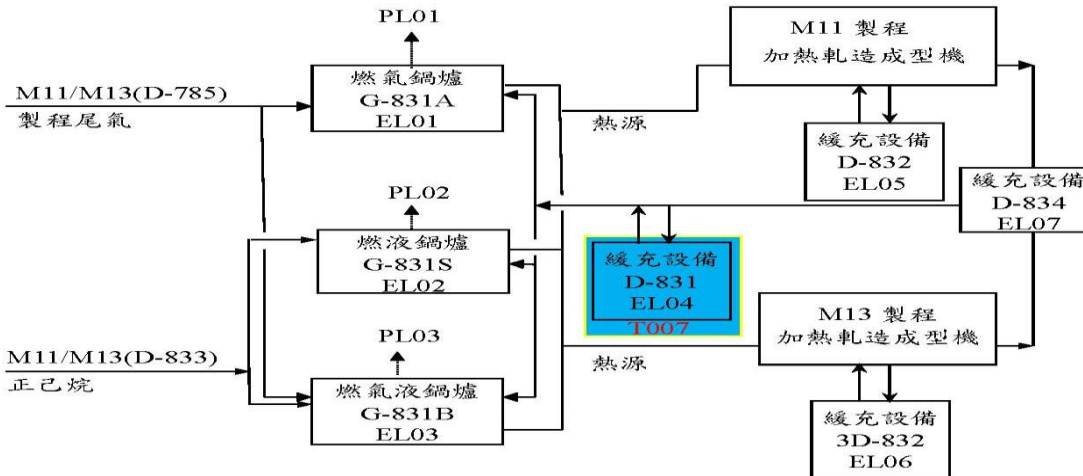 PL01
燃氣鍋爐
G-831A
EL01
M11/M13(D-785)
製程尾氣
M11 製程
加熱軋造成型機
熱源
緩充設備
D-832
EL05
PL02
燃液鍋爐
G-831S
EL02
緩充設備
D-834
EL07
緩充設備
D-831
EL04
T007
M13 製程
加熱軋造成型機
PL03
M11/M13(D-833)
正己烷
燃氣液鍋爐
G-831B
EL03
熱源
緩充設備
3D-832
EL06